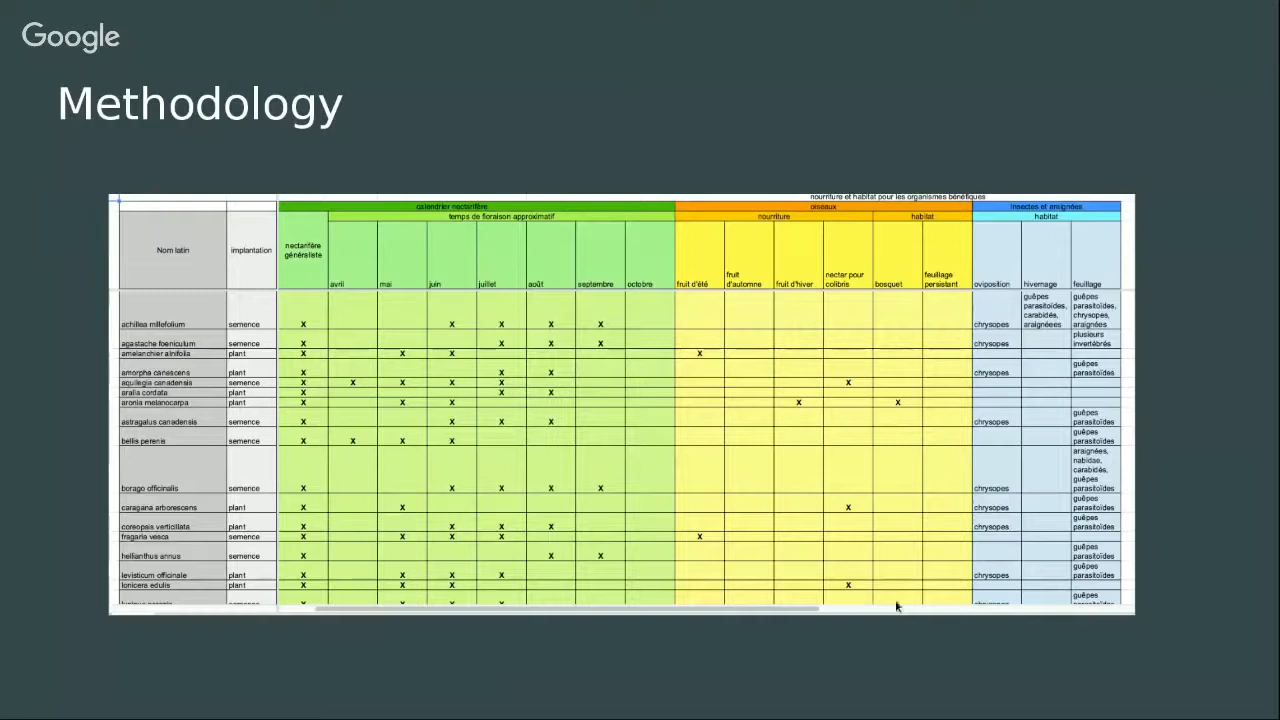 Google
Methodology
nourriture et habitat pour les organismes bénéfiques
calendrier nectarifère oiseaux insectes et araignées
temps de floraison approximatif nourriture habitat habitat
Nom latin implantation nectarifère généraliste avril mai juin juillet août septembre octobre fruit d'été fruit d'automne fruit d'hiver nectar pour colibris bosquet feuillage persistant oviposition hivernage feuillage
achillea millefolium semence X X X X X chrysopes guêpes parasitoïdes, carabidés, araignées guêpes parasitoïdes, chrysopes, araignées
agastache foeniculum semence X X X X chrysopes plusieurs invertébrés
amelanchier alnifolia plant X X X X
amorpha canescens plant X X X chrysopes guêpes parasitoïdes
aquilegia canadensis semence X X X X X X
aralia cordata plant X X X
aronia melanocarpa plant X X X X X
astragalus canadensis semence X X X X chrysopes guêpes parasitoïdes
bellis perenis semence X X X X guêpes parasitoïdes
borago officinalis semence X X X X X chrysopes araignées, nabidae, carabidés, guêpes parasitoïdes
caragana arborescens plant X X X chrysopes guêpes parasitoïdes
coreopsis verticillata plant X X X X chrysopes guêpes parasitoïdes
fragaria vesca semence X X X X X
hellianthus annus semence X X X guêpes parasitoïdes
levisticum officinale plant X X X X chrysopes guêpes parasitoïdes
lonicera edulis plant X X X X
X X X X guêpes